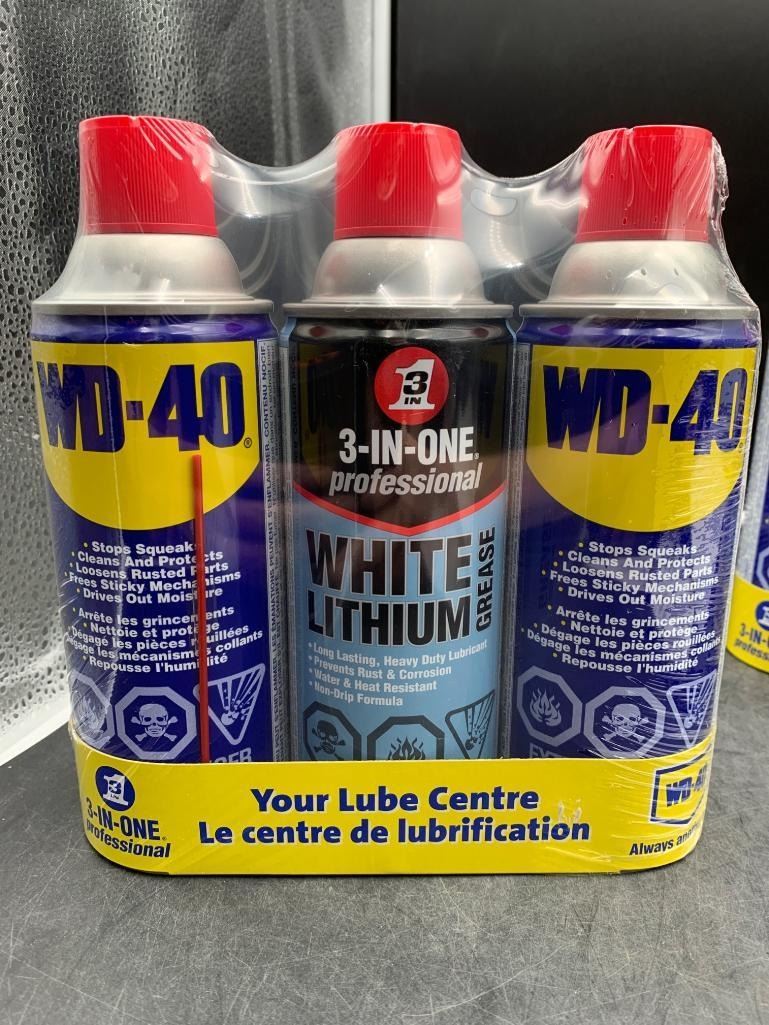 WD-40®
• Stops Squeaks
• Cleans And Protects
• Loosens Rusted Parts
• Frees Sticky Mechanisms
• Drives Out Moisture
• Arrête les grincements
• Nettoie et protège
• Dégage les pièces rouillées
Dégage les mécanismes collants
• Repousse l'humidité
3
IN
1
3-IN-ONE®
professional
WHITE
LITHIUM
GREASE
• Long Lasting, Heavy Duty Lubricant
• Prevents Rust & Corrosion
• Water & Heat Resistant
• Non-Drip Formula
WD-40
• Stops Squeaks
• Cleans And Protects
• Loosens Rusted Parts
• Frees Sticky Mechanisms
• Drives Out Moisture
• Arrête les grincements
• Nettoie et protège
• Dégage les pièces rouillées
• Dégage les mécanismes collants
• Repousse l'humidité
3-IN-ONE®
professional
Your Lube Centre
Le centre de lubrification
WD-40
Always